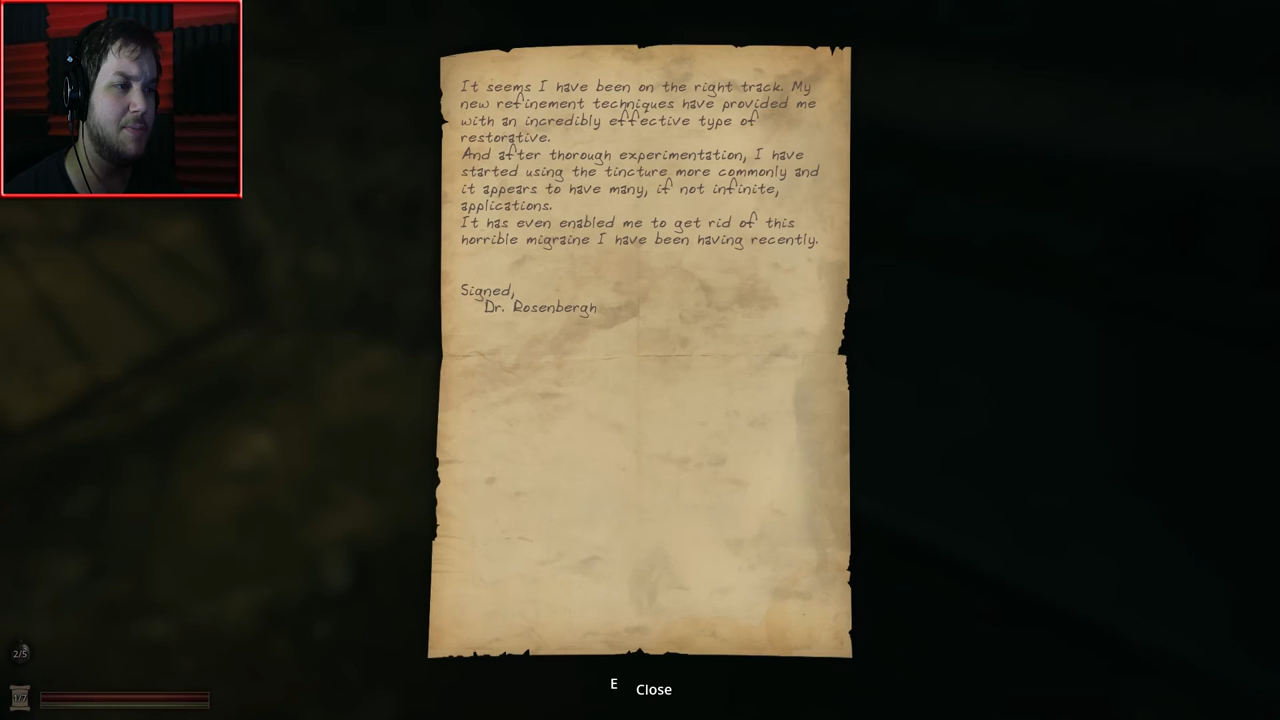 It seems I have been on the right track. My
new refinement techniques have provided me
with an incredibly effective type of
restorative.
And after thorough experimentation, I have
started using the tincture more commonly and
it appears to have many, if not infinite,
applications.
It has even enabled me to get rid of this
horrible migraine I have been having recently.
Signed,
Dr. Rosenbergh
2/5
1/7
E Close